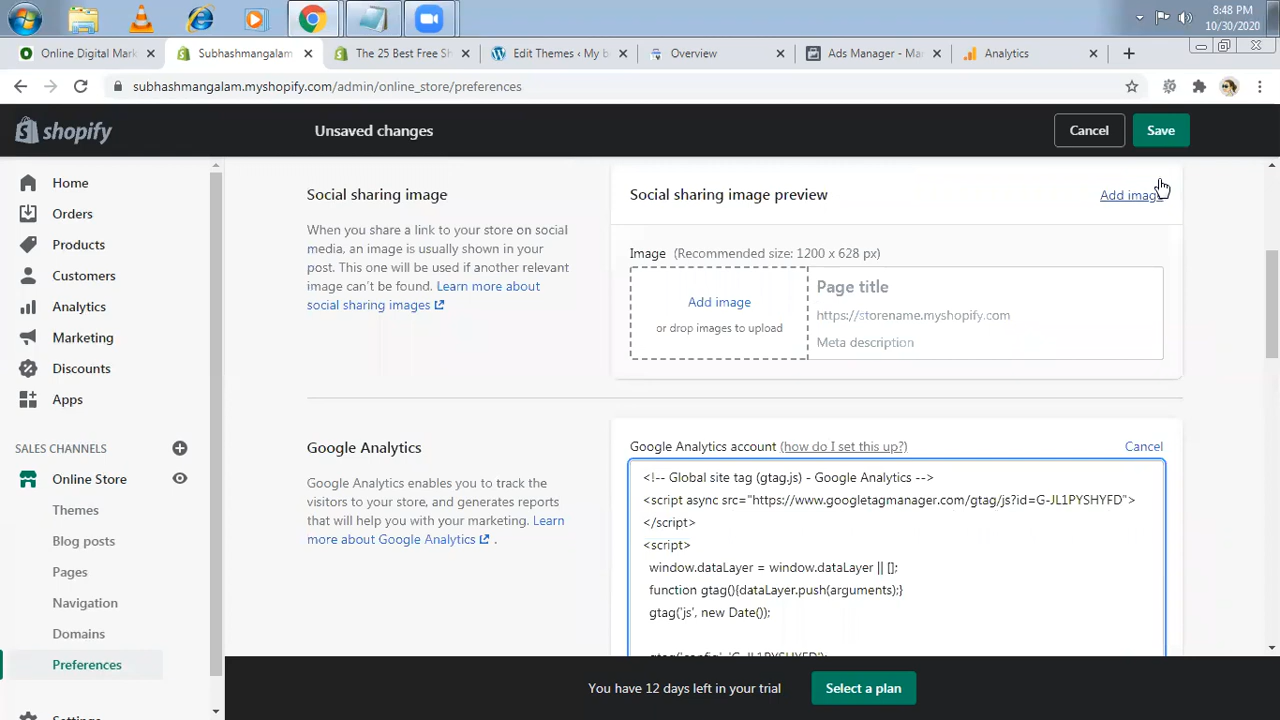 8:48 PM
10/30/2020
Online Digital Mark
Subhashmangalam
The 25 Best Free Sh
Edit Themes ‹ My b
Overview
Ads Manager - Ma
Analytics
subhashmangalam.myshopify.com/admin/online_store/preferences
shopify
Unsaved changes
Cancel
Save
Home
Orders
Products
Customers
Analytics
Marketing
Discounts
Apps
SALES CHANNELS
Online Store
Themes
Blog posts
Pages
Navigation
Domains
Preferences
Settings
Social sharing image
When you share a link to your store on social
media, an image is usually shown in your
post. This one will be used if another relevant
image can't be found. Learn more about
social sharing images .
Social sharing image preview
Add image
Image (Recommended size: 1200 x 628 px)
Add image
or drop images to upload
Page title
https://storename.myshopify.com
Meta description
Google Analytics
Google Analytics enables you to track the
visitors to your store, and generates reports
that will help you with your marketing. Learn
more about Google Analytics .
Google Analytics account (how do I set this up?)
Cancel
<!-- Global site tag (gtag.js) - Google Analytics -->
<script async src="https://www.googletagmanager.com/gtag/js?id=G-JL1PYSHYFD">
</script>
<script>
window.dataLayer = window.dataLayer || [];
function gtag(){dataLayer.push(arguments);}
gtag('js', new Date());
gtag('config', 'G-JL1PYSHYFD');
You have 12 days left in your trial
Select a plan